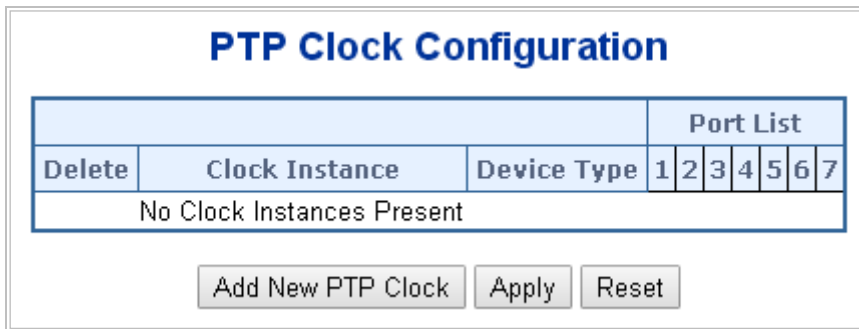 PTP Clock Configuration
Port List
Delete Clock Instance Device Type 1 2 3 4 5 6 7
No Clock Instances Present
Add New PTP Clock Apply Reset